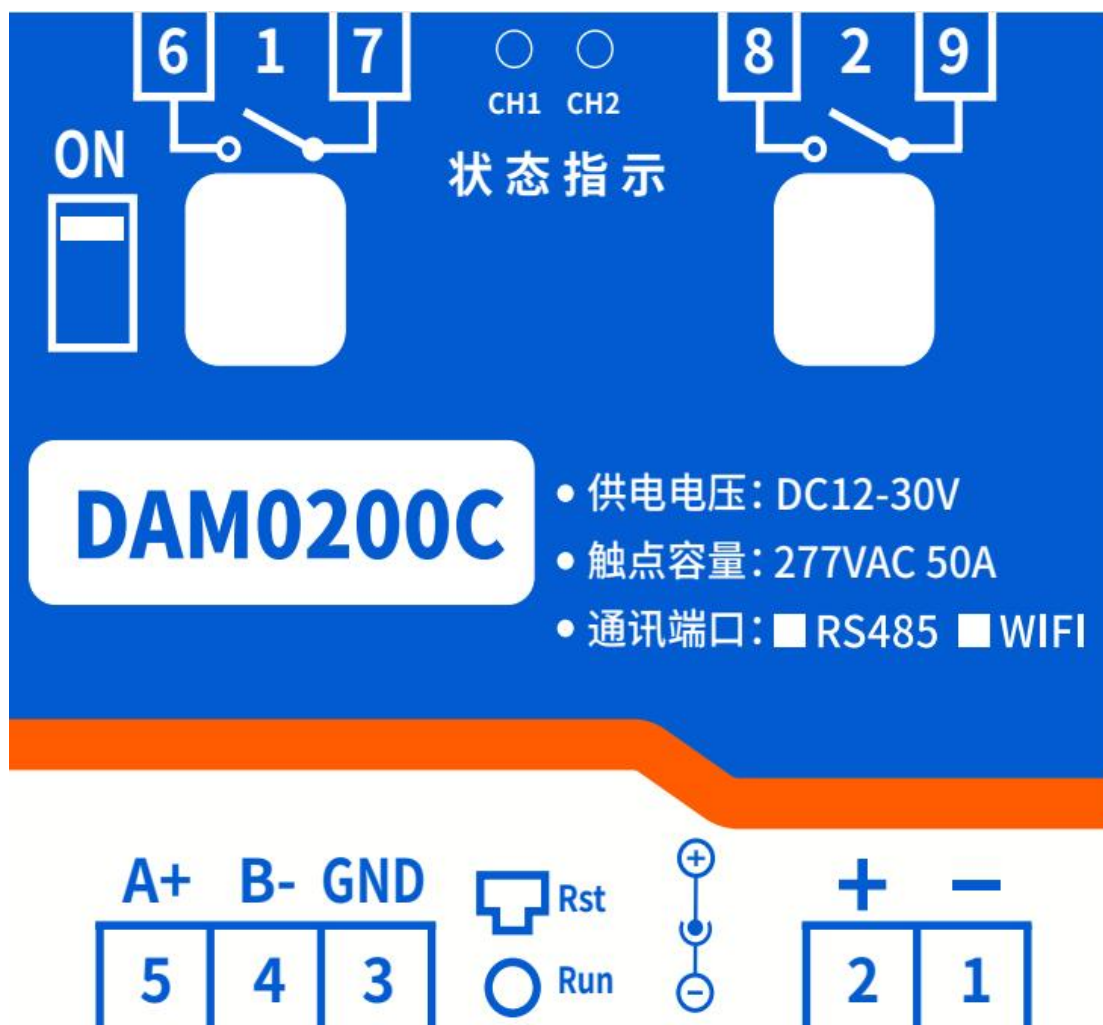 6 1 7
8 2 9
CH1 CH2
状态指示
ON
DAM0200C
供电电压：DC12-30V
触点容量：277VAC 50A
通讯端口：■ RS485 ■ WIFI
A+ B- GND
Rst
+ −
5 4 3
Run
2 1